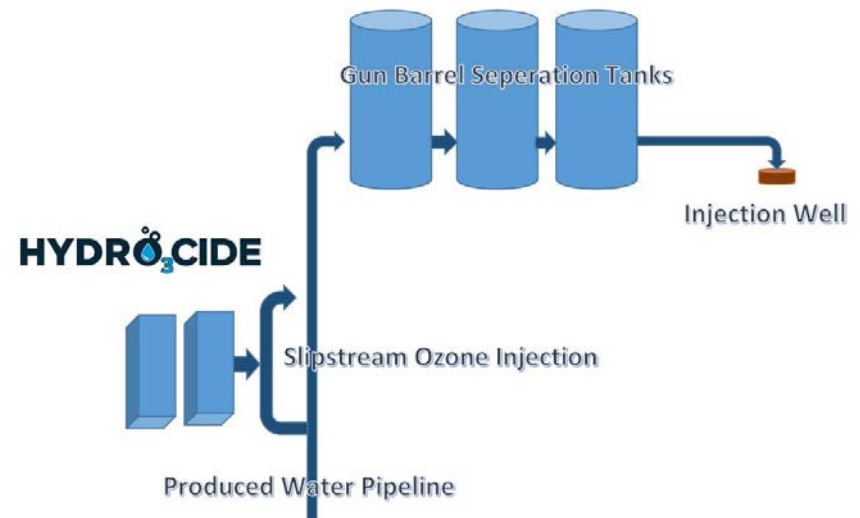 Gun Barrel Seperation Tanks
Injection Well
HYDRO3CIDE
Slipstream Ozone Injection
Produced Water Pipeline